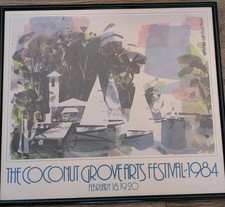 THE COCONUT GROVE ARTS FESTIVAL·1984
FEBRUARY 18·19·20